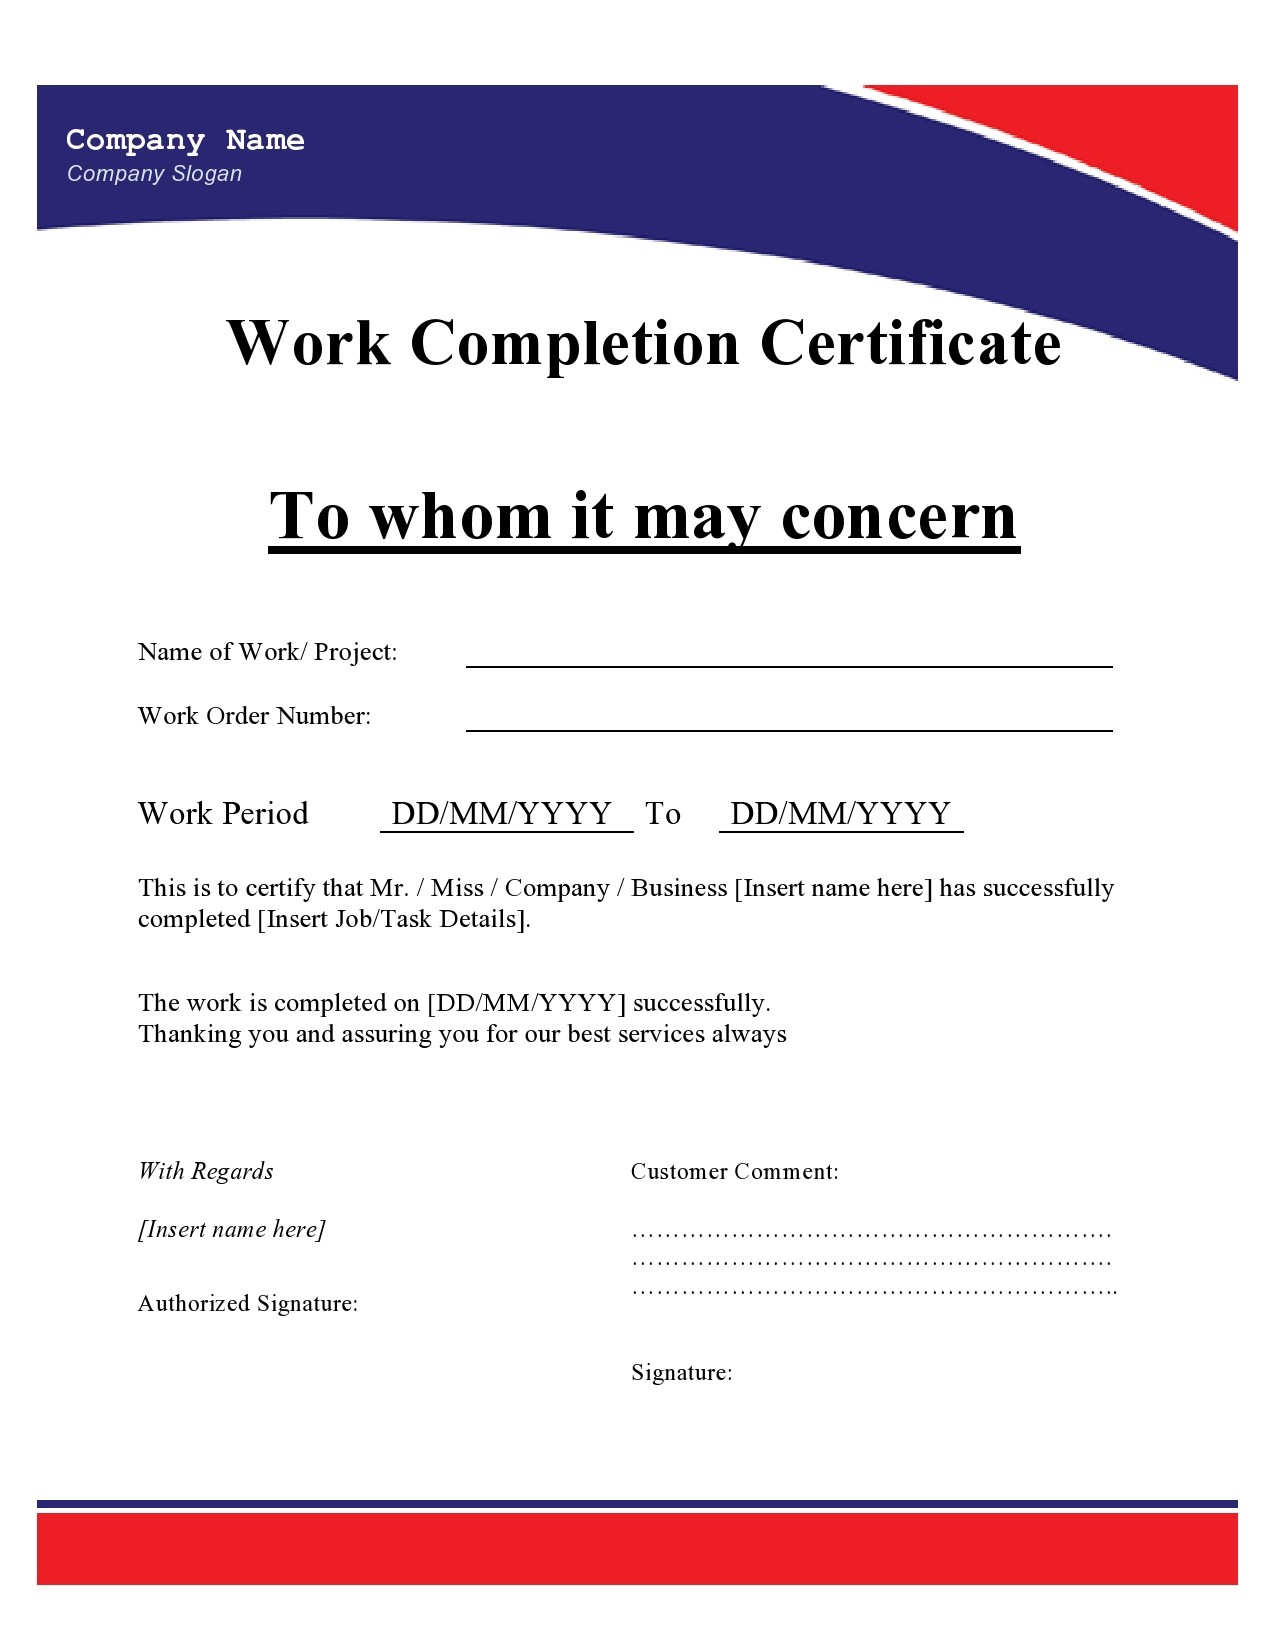 Company Name
Company Slogan
Work Completion Certificate
To whom it may concern
Name of Work/ Project:
Work Order Number:
Work Period DD/MM/YYYY To DD/MM/YYYY
This is to certify that Mr. / Miss / Company / Business [Insert name here] has successfully
completed [Insert Job/Task Details].
The work is completed on [DD/MM/YYYY] successfully.
Thanking you and assuring you for our best services always
With Regards
[Insert name here]
Authorized Signature:
Customer Comment:
………………………………………………….
………………………………………………….
…………………………………………………..
Signature: